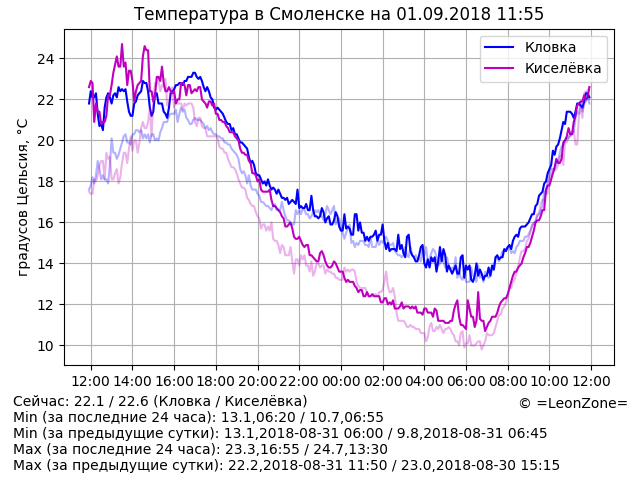 Температура в Смоленске на 01.09.2018 11:55
Кловка
Киселёвка
градусов Цельсия, °C
24
22
20
18
16
14
12
10
12:00 14:00 16:00 18:00 20:00 22:00 00:00 00:00 02:00 04:00 06:00 08:00 10:00 12:00
Сейчас: 22.1 / 22.6 (Кловка / Киселёвка)
© =LeonZone=
Min (за последние 24 часа): 13.1,06:20 / 10.7,06:55
Min (за предыдущие сутки): 13.1,2018-08-31 06:00 / 9.8,2018-08-31 06:45
Max (за последние 24 часа): 23.3,16:55 / 24.7,13:30
Max (за предыдущие сутки): 22.2,2018-08-31 11:50 / 23.0,2018-08-30 15:15